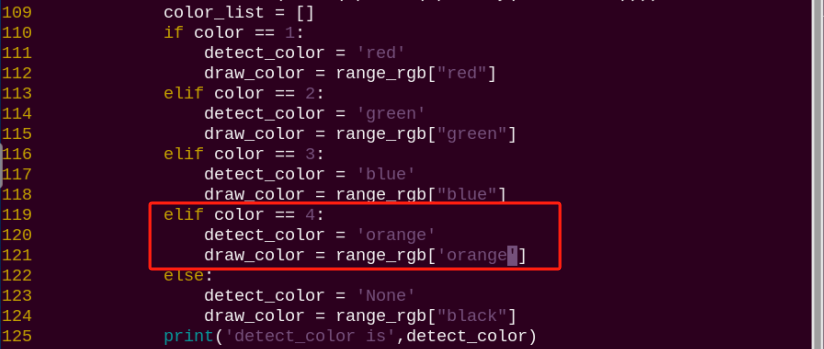 109             color_list = []
110             if color == 1:
111                 detect_color = 'red'
112                 draw_color = range_rgb["red"]
113             elif color == 2:
114                 detect_color = 'green'
115                 draw_color = range_rgb["green"]
116             elif color == 3:
117                 detect_color = 'blue'
118                 draw_color = range_rgb["blue"]
119             elif color == 4:
120                 detect_color = 'orange'
121                 draw_color = range_rgb['orange']
122             else:
123                 detect_color = 'None'
124                 draw_color = range_rgb["black"]
125             print('detect_color is',detect_color)